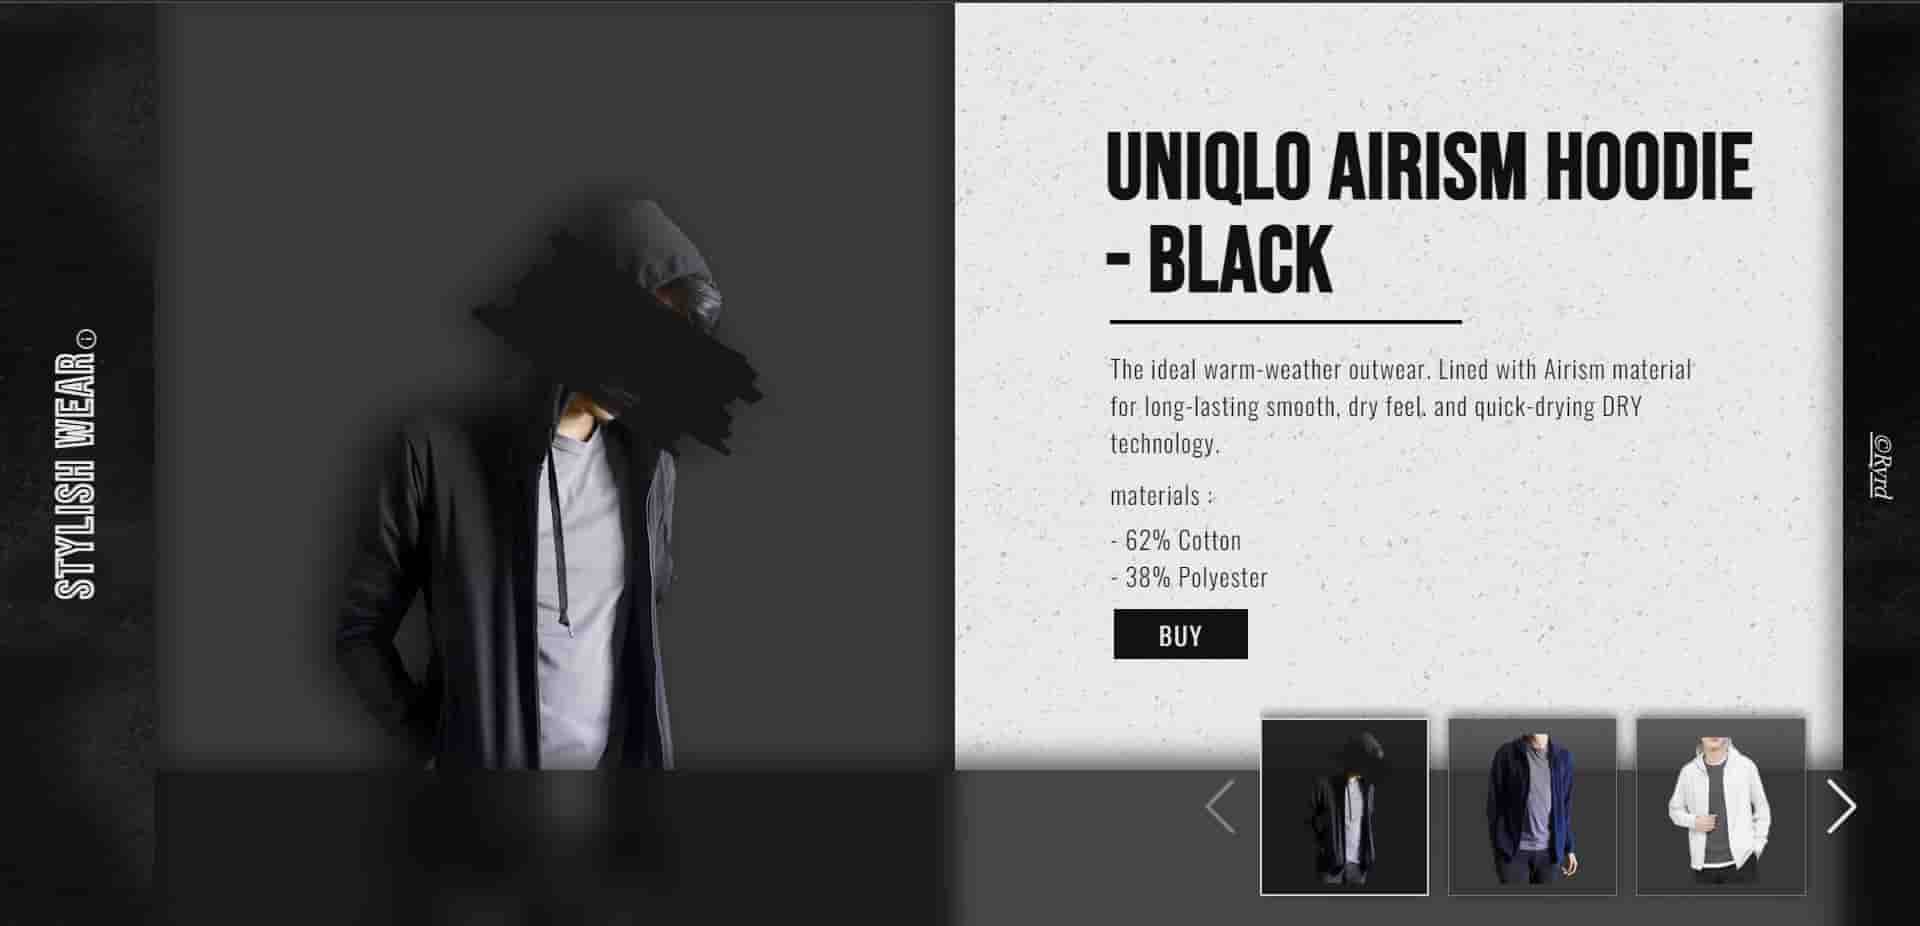 STYLISH WEAR
UNIQLO AIRISM HOODIE
- BLACK
The ideal warm-weather outwear. Lined with Airism material
for long-lasting smooth, dry feel. and quick-drying DRY
technology.
materials :
- 62% Cotton
- 38% Polyester
BUY
©Ryrd